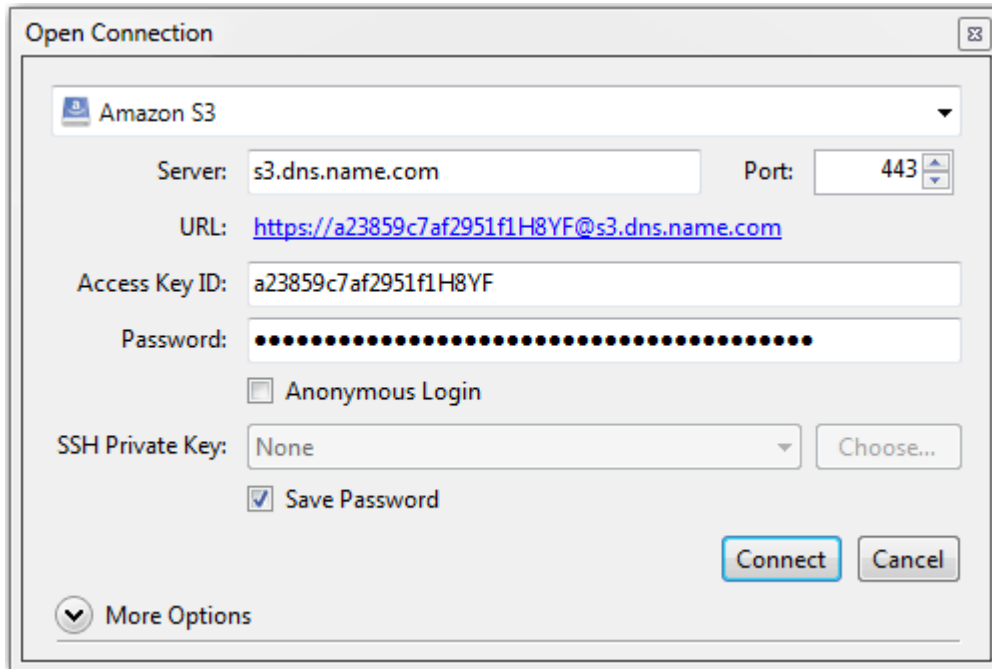 Open Connection
Amazon S3
Server: s3.dns.name.com Port: 443
URL: https://a23859c7af2951f1H8YF@s3.dns.name.com
Access Key ID: a23859c7af2951f1H8YF
Password: ●●●●●●●●●●●●●●●●●●●●●●●●●●●●●●●●●●●●●●●●
Anonymous Login
SSH Private Key: None Choose...
Save Password
Connect Cancel
More Options